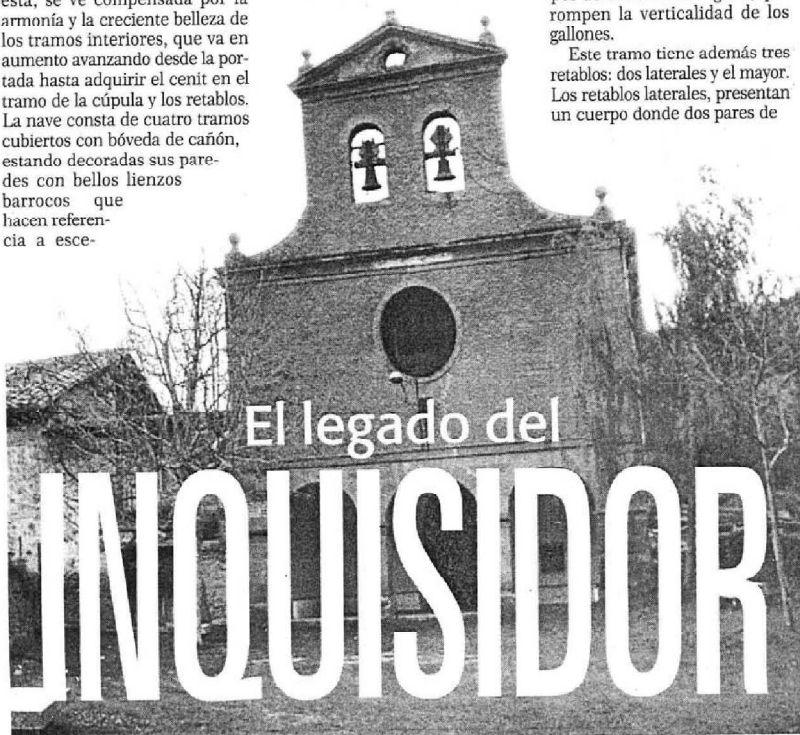 esta, se ve compensada por la
armonía y la creciente belleza de
los tramos interiores, que va en
aumento avanzando desde la por-
tada hasta adquirir el cenit en el
tramo de la cúpula y los retablos.
La nave consta de cuatro tramos
cubiertos con bóveda de cañón,
estando decoradas sus pare-
des con bellos lienzos
barrocos que
hacen referen-
cia a esce-
rompen la verticalidad de los
gallones.
Este tramo tiene además tres
retablos: dos laterales y el mayor.
Los retablos laterales, presentan
un cuerpo donde dos pares de
El legado del
INQUISIDOR